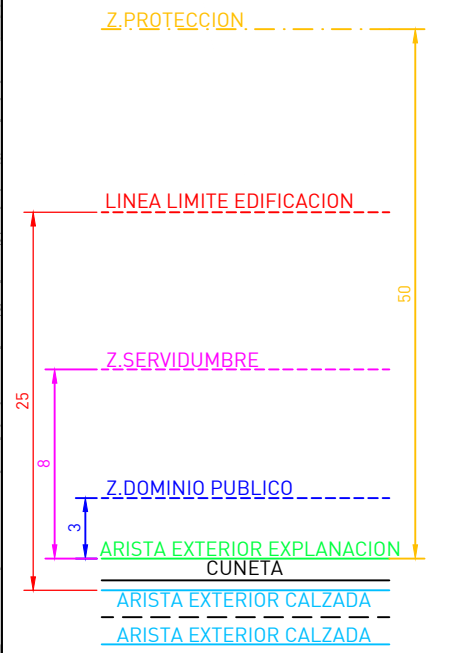 Z.PROTECCION
LINEA LIMITE EDIFICACION
50
Z.SERVIDUMBRE
25
8
Z.DOMINIO PUBLICO
3
ARISTA EXTERIOR EXPLANACION
CUNETA
ARISTA EXTERIOR CALZADA
ARISTA EXTERIOR CALZADA